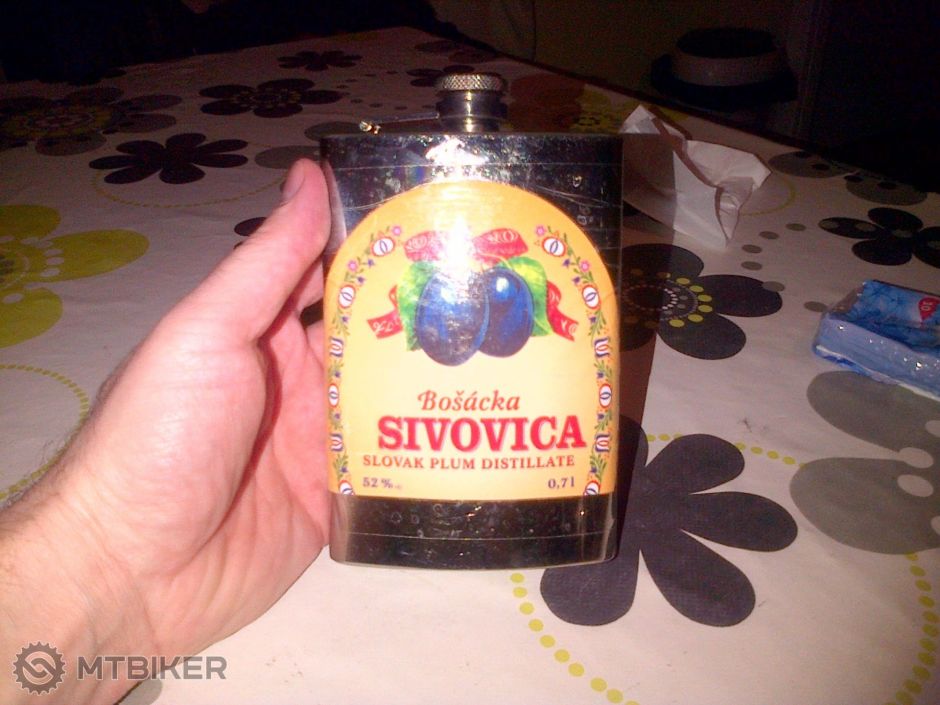 Bošácka
SIVOVICA
SLOVAK PLUM DISTILLATE
52 % 0,7 l
MTBIKER